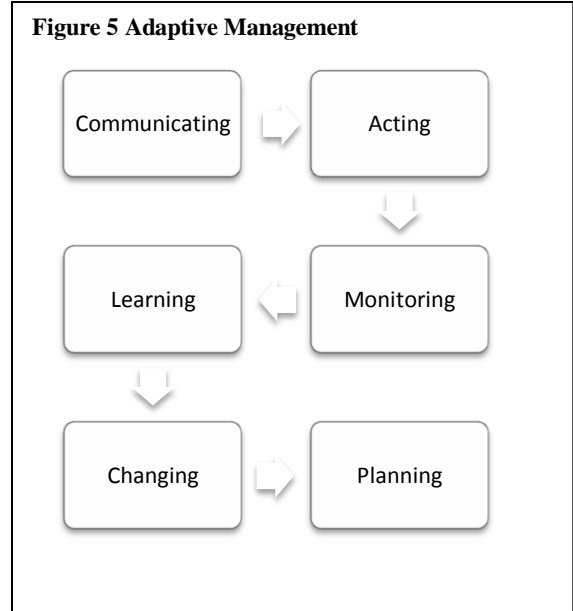 Figure 5 Adaptive Management
Communicating
Acting
Monitoring
Learning
Changing
Planning